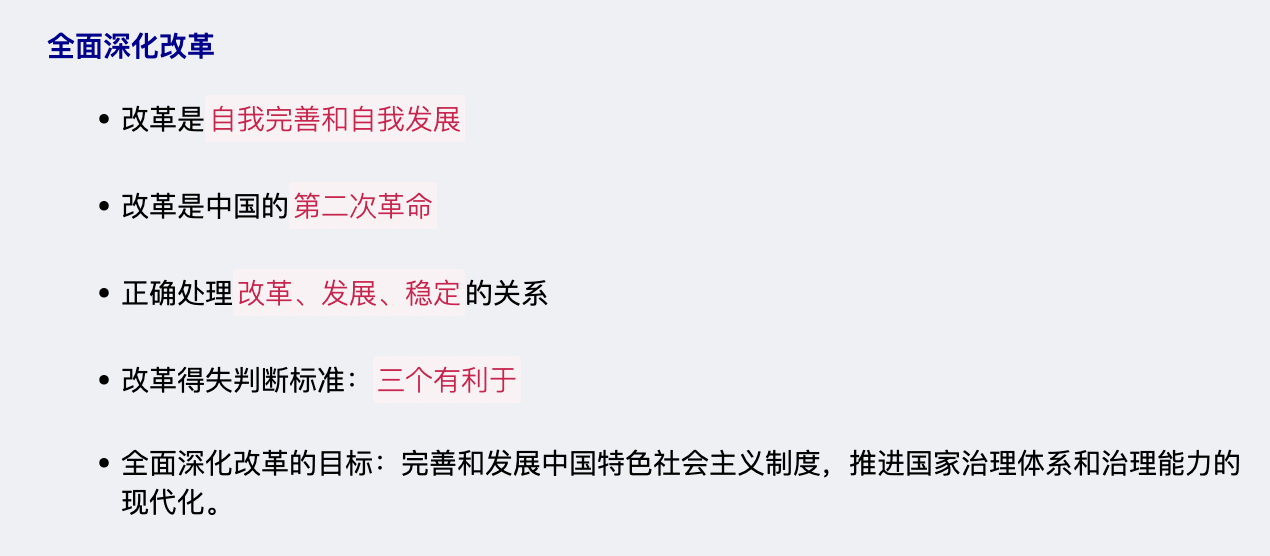 全面深化改革
• 改革是自我完善和自我发展
• 改革是中国的第二次革命
• 正确处理改革、发展、稳定的关系
• 改革得失判断标准：三个有利于
• 全面深化改革的目标：完善和发展中国特色社会主义制度，推进国家治理体系和治理能力的
现代化。